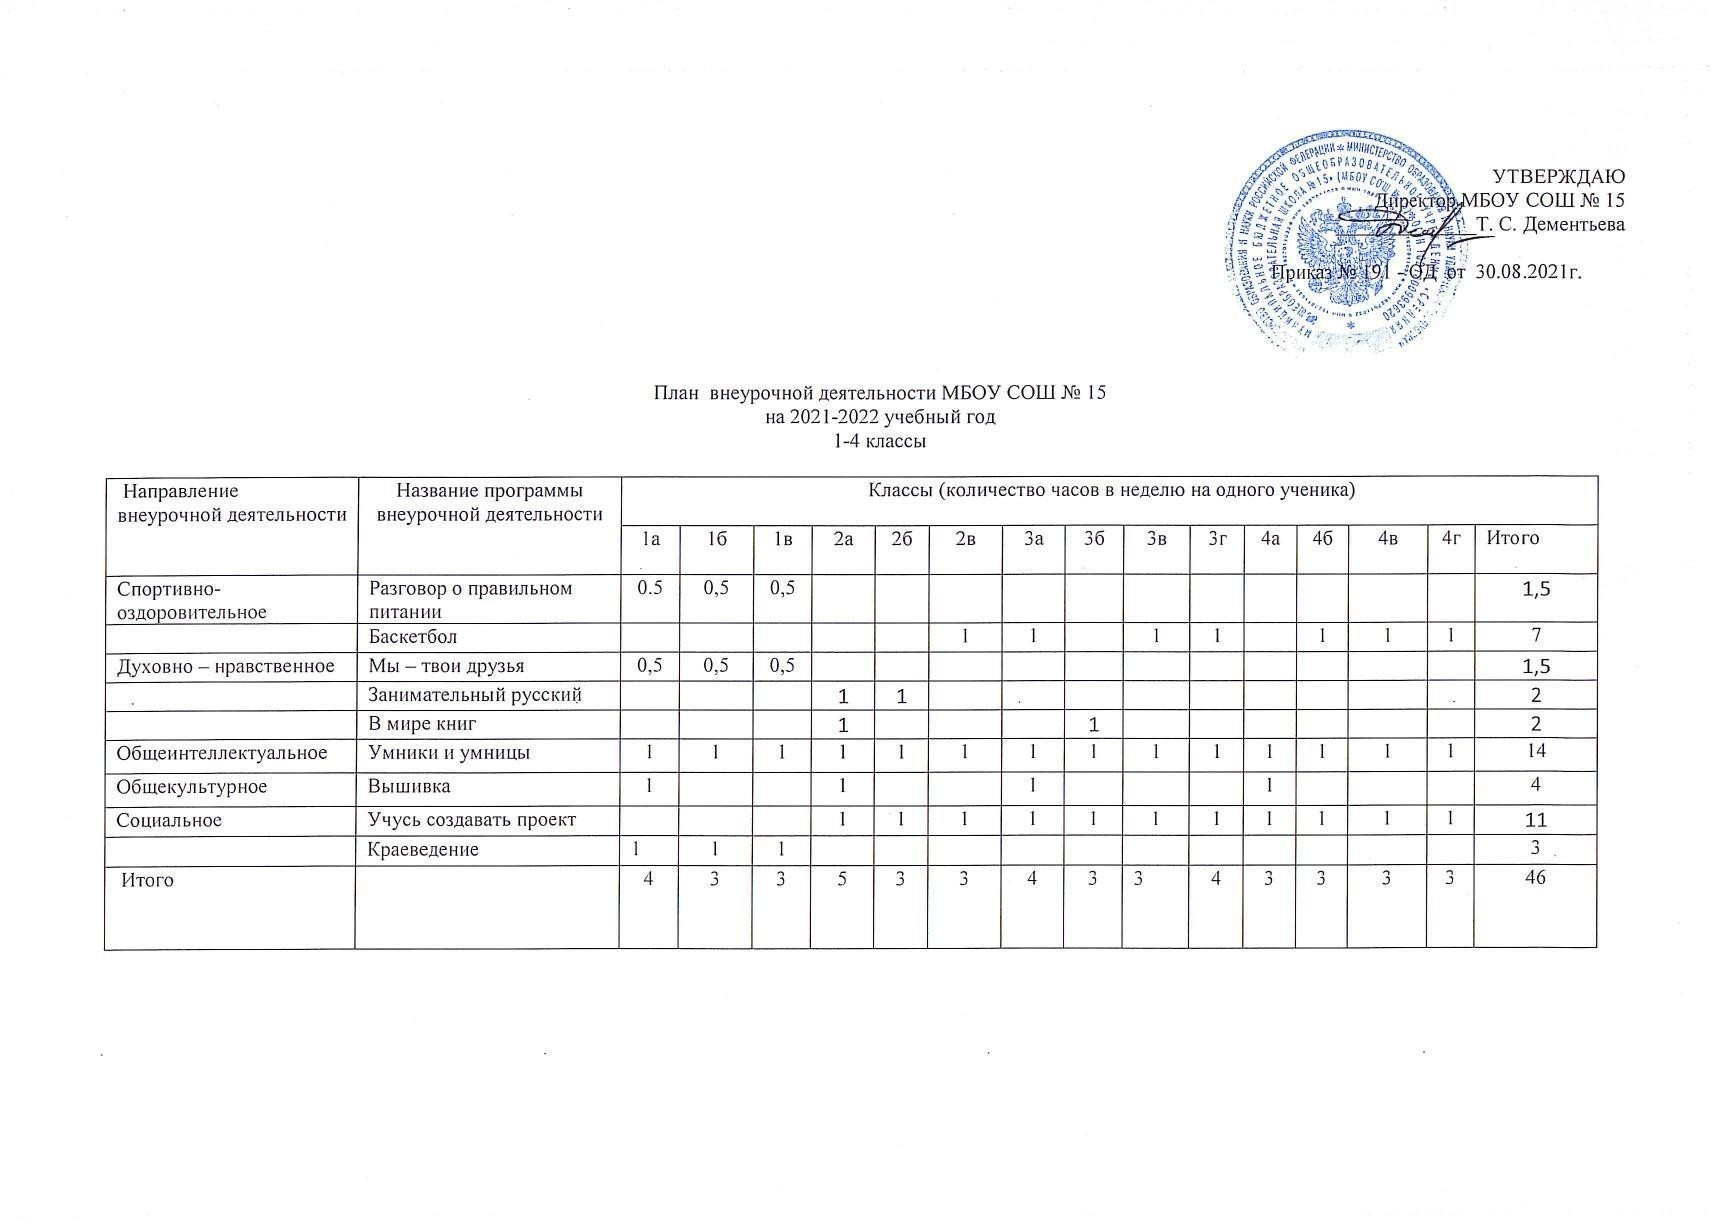 УТВЕРЖДАЮ
Директор МБОУ СОШ № 15
Т. С. Дементьева
Приказ № 191 - ОД от 30.08.2021г.
План внеурочной деятельности МБОУ СОШ № 15
на 2021-2022 учебный год
1-4 классы
Направление внеурочной деятельности Название программы внеурочной деятельности Классы (количество часов в неделю на одного ученика)
1а 1б 1в 2а 2б 2в 3а 3б 3в 3г 4а 4б 4в 4г Итого
Спортивно-оздоровительное Разговор о правильном питании 0.5 0,5 0,5 1,5
Баскетбол 1 1 1 1 1 1 1 7
Духовно – нравственное Мы – твои друзья 0,5 0,5 0,5 1,5
Занимательный русский 1 1 2
В мире книг 1 1 2
Общеинтеллектуальное Умники и умницы 1 1 1 1 1 1 1 1 1 1 1 1 1 1 14
Общекультурное Вышивка 1 1 1 1 4
Социальное Учусь создавать проект 1 1 1 1 1 1 1 1 1 1 1 11
Краеведение 1 1 1 3
Итого 4 3 3 5 3 3 4 3 3 4 3 3 3 3 46